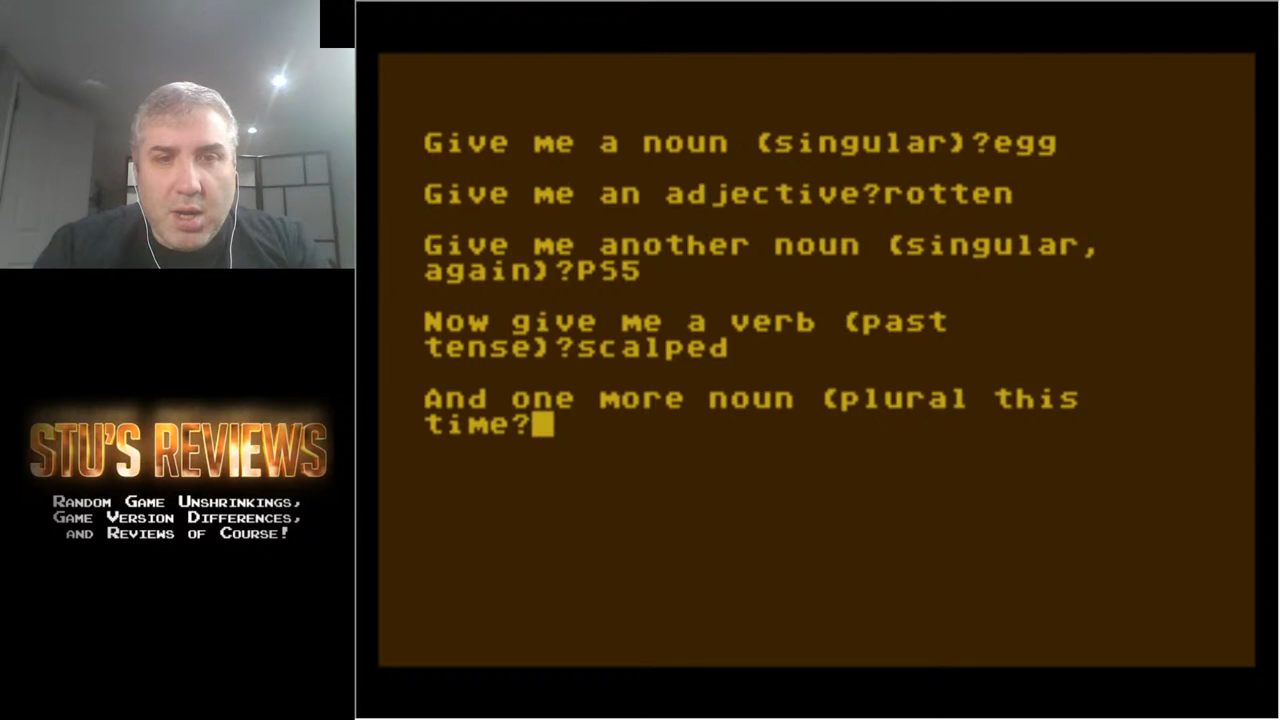 Give me a noun (singular)?egg
Give me an adjective?rotten
Give me another noun (singular,
again)?PS5
Now give me a verb (past
tense)?scalped
And one more noun (plural this
time?
STU'S REVIEWS
RANDOM GAME UNSHRINKINGS,
GAME VERSION DIFFERENCES,
AND REVIEWS OF COURSE!